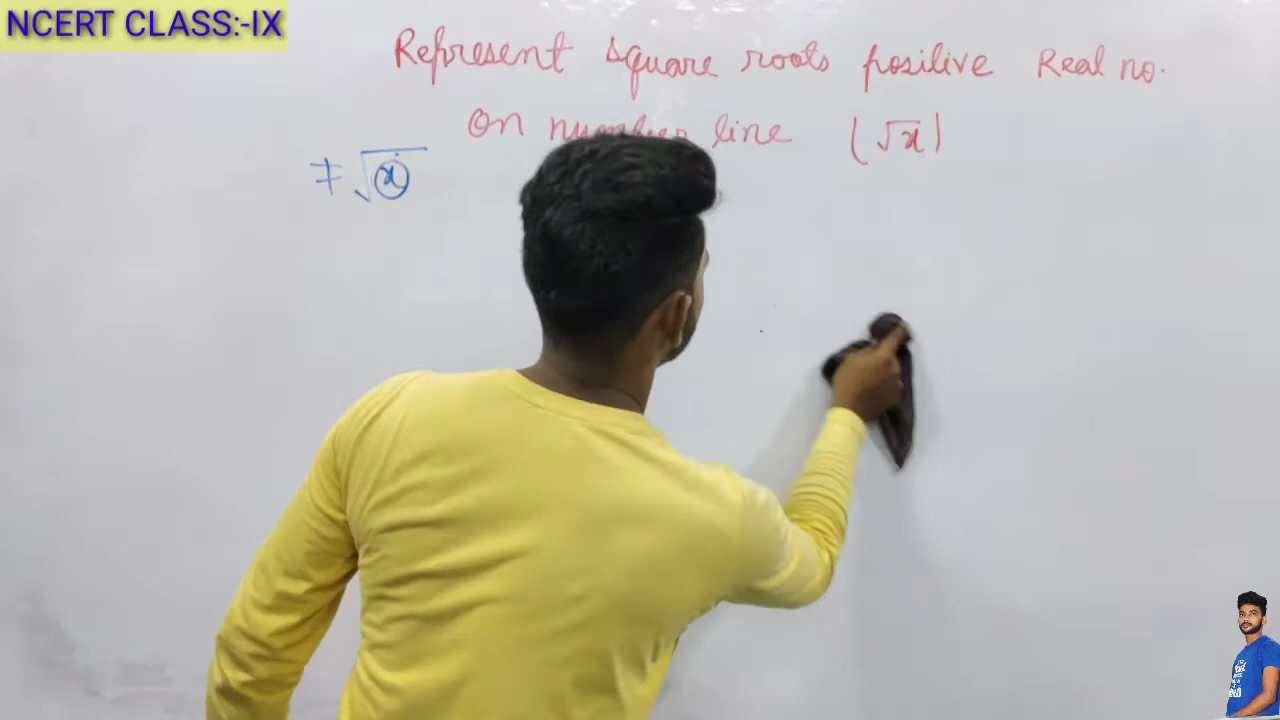 NCERT CLASS:-IX
Represent square roots positive Real no.
On number line (√x)
≠ √x